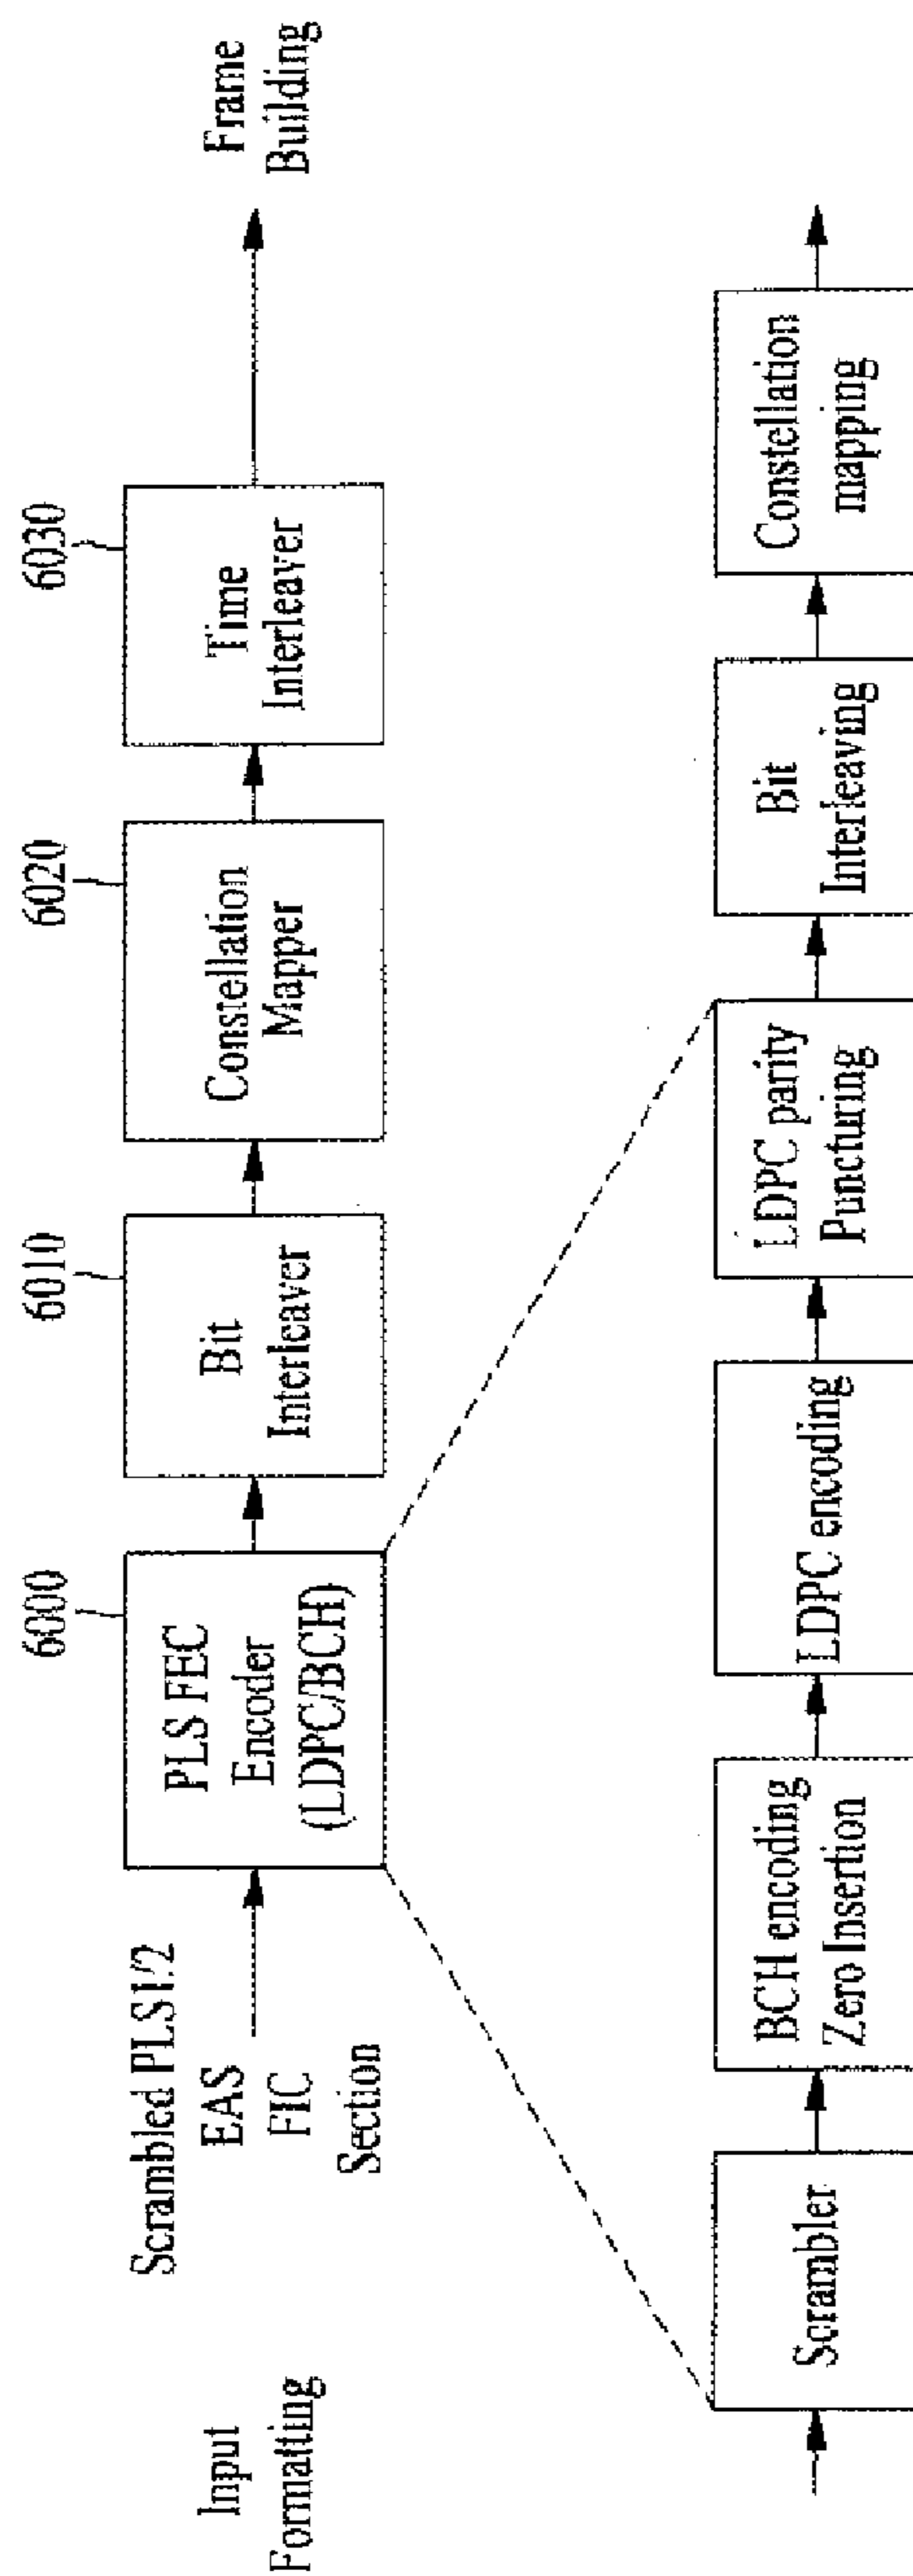 Input
Formatting
Scrambled PLS1/2
EAS
FIC
Section
6000
PLS FEC
Encoder
(LDPC/BCH)
6010
Bit
Interleaver
6020
Constellation
Mapper
6030
Time
Interleaver
Frame
Building
Scrambler
BCH encoding
Zero Insertion
LDPC encoding
LDPC parity
Puncturing
Bit
Interleaving
Constellation
mapping